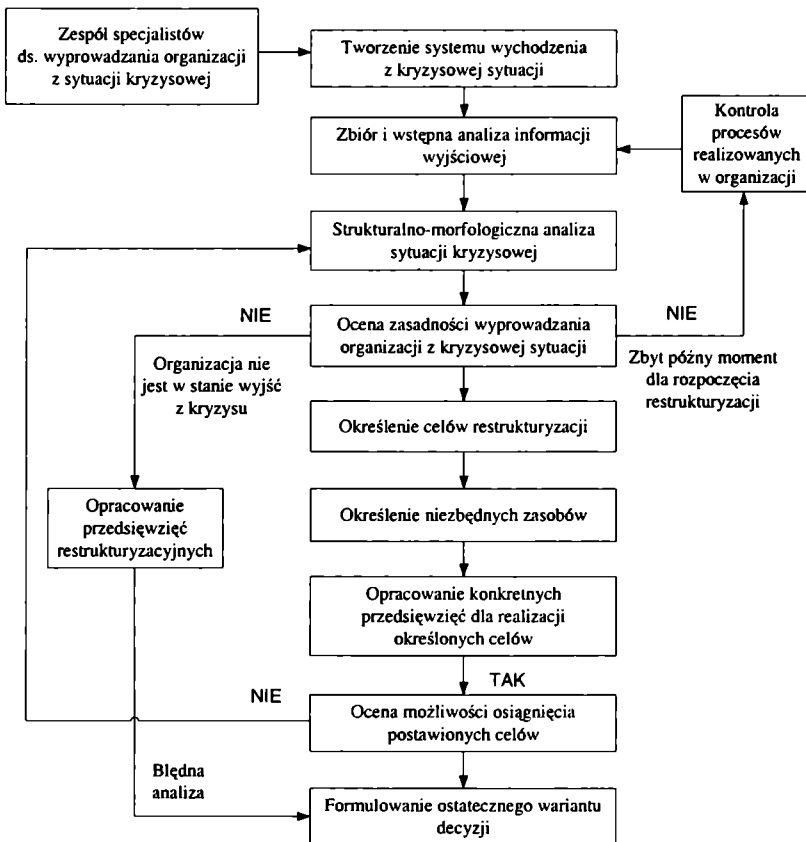 Zespół specjalistów
ds. wyprowadzania organizacji
z sytuacji kryzysowej
Tworzenie systemu wychodzenia
z kryzysowej sytuacji
Zbiór i wstępna analiza informacji
wyjściowej
Kontrola
procesów
realizowanych
w organizacji
Strukturalno-morfologiczna analiza
sytuacji kryzysowej
NIE
Ocena zasadności wyprowadzania
organizacji z kryzysowej sytuacji
NIE
Organizacja nie
jest w stanie wyjść
z kryzysu
Zbyt późny moment
dla rozpoczęcia
restrukturyzacji
Określenie celów restrukturyzacji
Opracowanie
przedsięwzięć
restrukturyzacyjnych
Określenie niezbędnych zasobów
Opracowanie konkretnych
przedsięwzięć dla realizacji
określonych celów
TAK
NIE
Ocena możliwości osiągnięcia
postawionych celów
Błędna
analiza
Formułowanie ostatecznego wariantu
decyzji